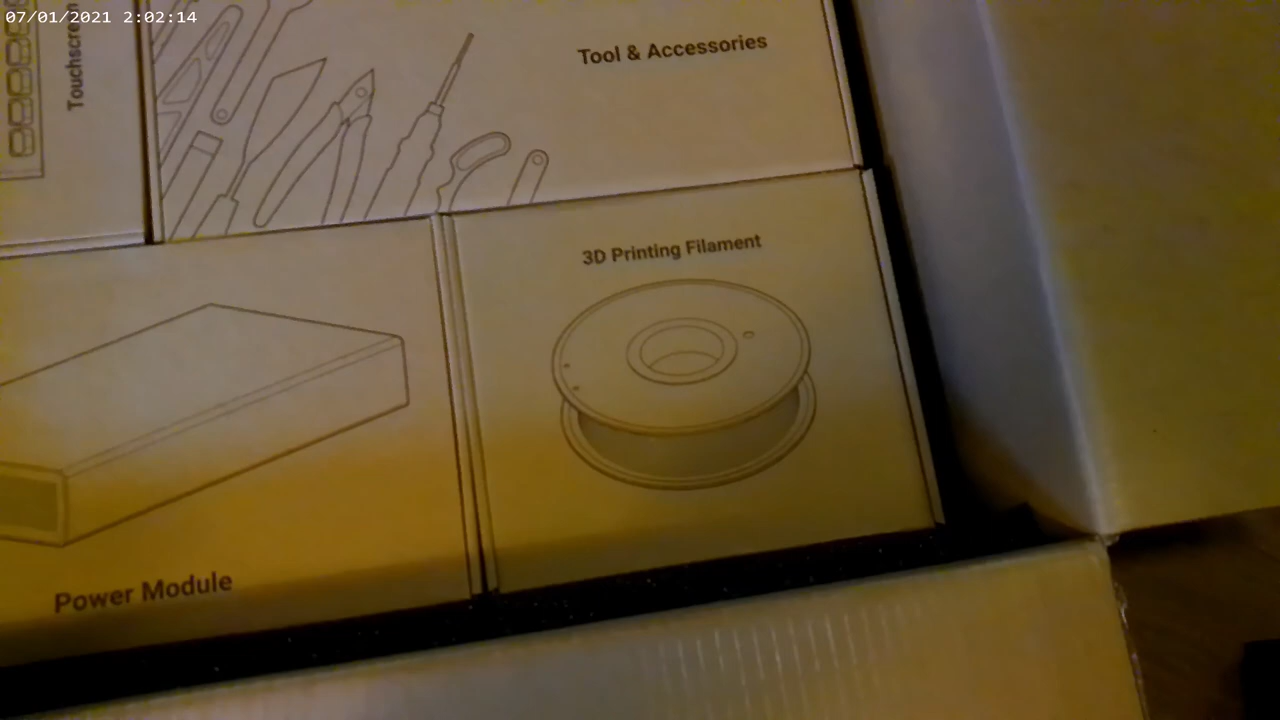 07/01/2021 2:02:14
Touchscreen
Tool & Accessories
3D Printing Filament
Power Module